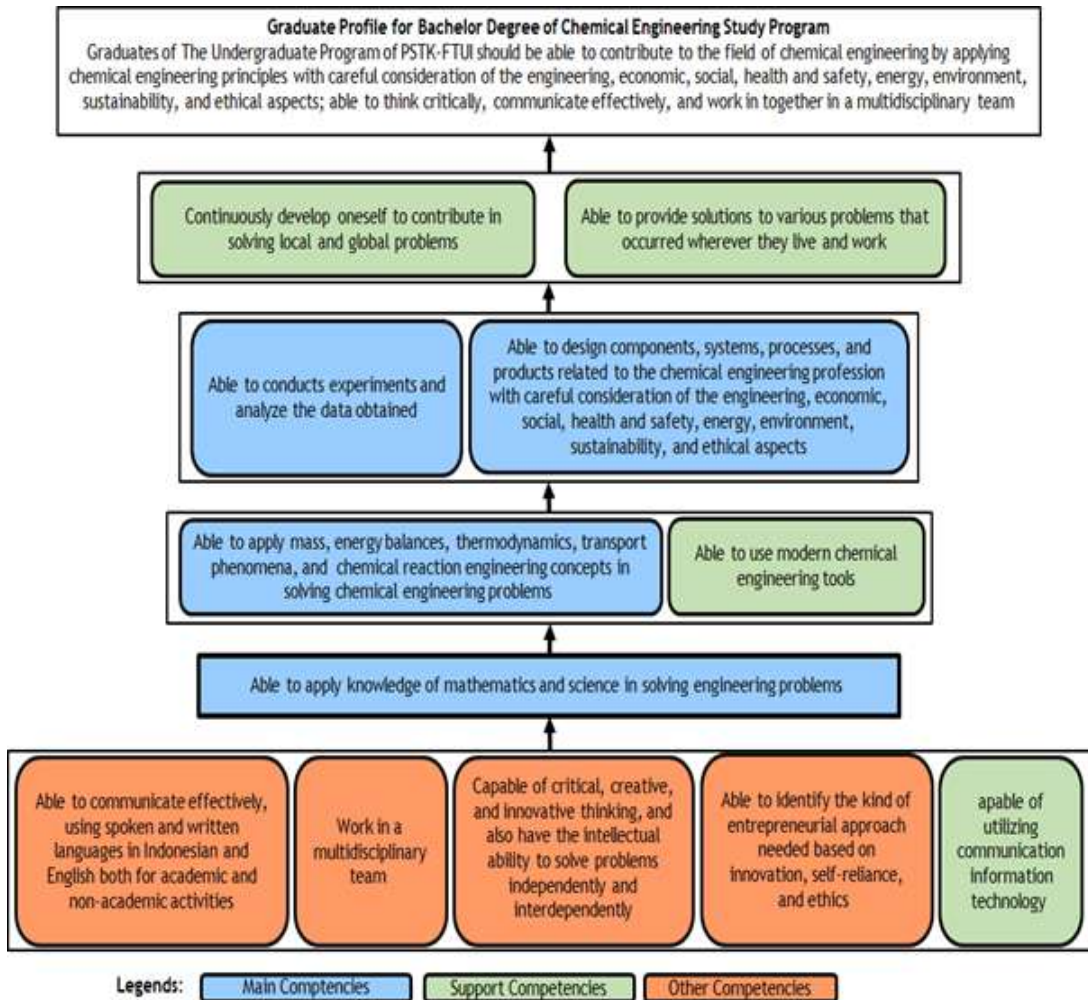 Graduate Profile for Bachelor Degree of Chemical Engineering Study Program
Graduates of The Undergraduate Program of PSTK-FTUI should be able to contribute to the field of chemical engineering by applying
chemical engineering principles with careful consideration of the engineering, economic, social, health and safety, energy, environment,
sustainability, and ethical aspects; able to think critically, communicate effectively, and work in together in a multidisciplinary team
Continuously develop oneself to contribute in
solving local and global problems
Able to provide solutions to various problems that
occurred wherever they live and work
Able to conducts experiments and
analyze the data obtained
Able to design components, systems, processes, and
products related to the chemical engineering profession
with careful consideration of the engineering, economic,
social, health and safety, energy, environment,
sustainability, and ethical aspects
Able to apply mass, energy balances, thermodynamics, transport
phenomena, and chemical reaction engineering concepts in
solving chemical engineering problems
Able to use modern chemical
engineering tools
Able to apply knowledge of mathematics and science in solving engineering problems
Able to communicate effectively,
using spoken and written
languages in Indonesian and
English both for academic and
non-academic activities
Work in a
multidisciplinary
team
Capable of critical, creative,
and innovative thinking, and
also have the intellectual
ability to solve problems
independently and
interdependently
Able to identify the kind of
entrepreneurial approach
needed based on
innovation, self-reliance,
and ethics
apable of
utilizing
communication
information
technology
Legends:
Main Comptencies
Support Competencies
Other Competencies